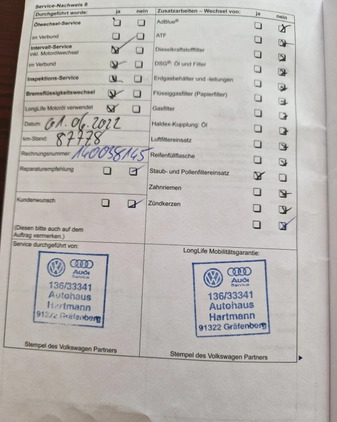 Service-Nachweis 8
Durchgeführt wurde: ja nein
Ölwechsel-Service
im Verbund
Intervall-Service
inkl. Motorölwechsel
im Verbund
Inspektions-Service
Bremsflüssigkeitswechsel
LongLife Motoröl verwendet
Datum: 01.06.2022
km-Stand: 87778
Rechnungsnummer:
Reparaturempfehlung
Kundenwunsch
(Diesen bitte auch auf dem
Auftrag vermerken.)
Service durchgeführt von:
Audi
Service
136/33341
Autohaus
Hartmann
91322 Gräfenberg
Stempel des Volkswagen Partners
Zusatzarbeiten – Wechsel von: ja nein
AdBlue®
ATF
Dieselkraftstofffilter
DSG®: Öl und Filter
Erdgasbehälter und -leitungen
Flüssiggasfilter (Papierfilter)
Gasfilter
Haldex-Kupplung: Öl
Luftfiltereinsatz
Reifenfüllflasche
Staub- und Pollenfiltereinsatz
Zahnriemen
Zündkerzen
LongLife Mobilitätsgarantie:
Audi
Service
136/33341
Autohaus
Hartmann
91322 Gräfenberg
Stempel des Volkswagen Partners